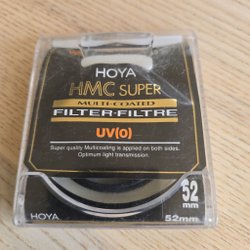 HOYA
HMC SUPER
MULTI-COATED
FILTER·FILTRE
UV(0)
Super quality Multicoating is applied on both sides.
Optimum light transmission.
52
mm
HOYA
52mm